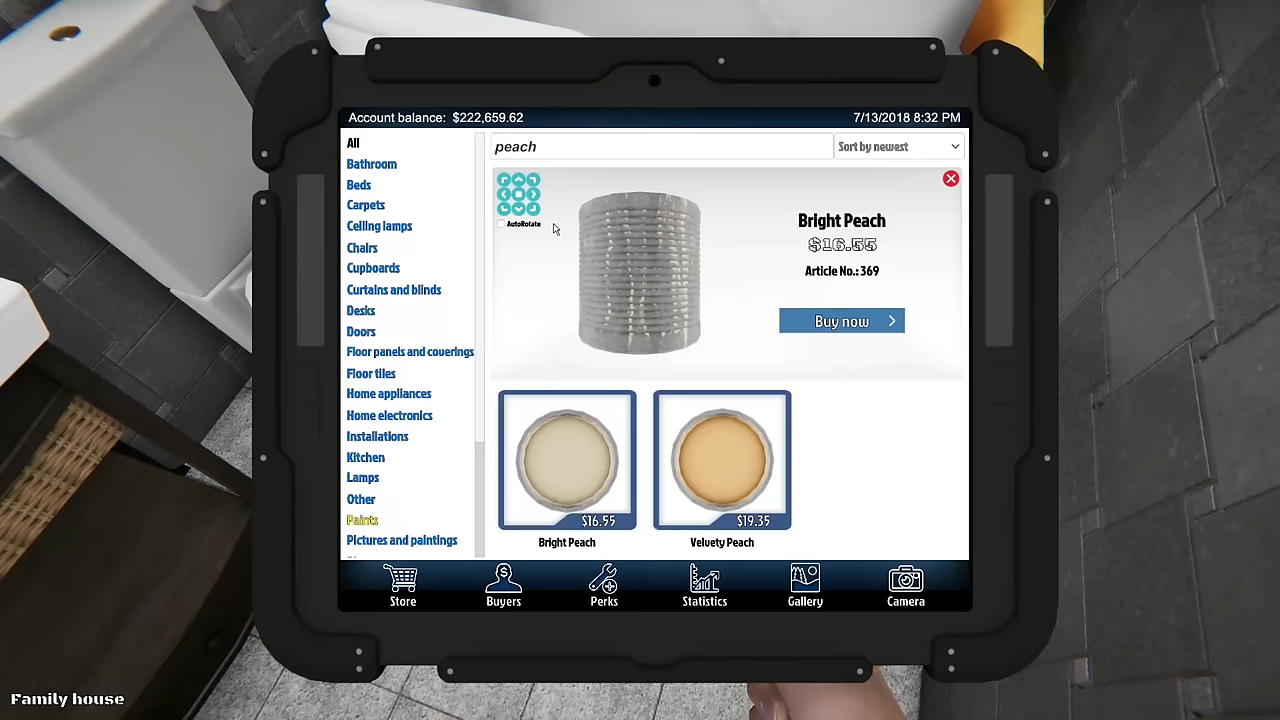 Account balance: $222,659.62
7/13/2018 8:32 PM
All
Bathroom
Beds
Carpets
Ceiling lamps
Chairs
Cupboards
Curtains and blinds
Desks
Doors
Floor panels and coverings
Floor tiles
Home appliances
Home electronics
Installations
Kitchen
Lamps
Other
Paints
Pictures and paintings
peach
Sort by newest
AutoRotate
Bright Peach
$16.55
Article No.: 369
Buy now
$16.55
Bright Peach
$19.35
Velvety Peach
Store
Buyers
Perks
Statistics
Gallery
Camera
Family house